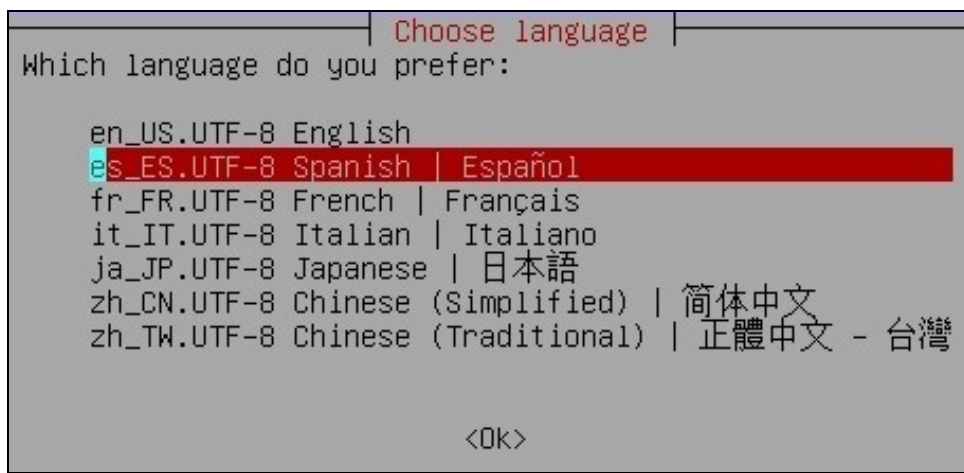 Choose language
Which language do you prefer:
en_US.UTF-8 English
es_ES.UTF-8 Spanish | Español
fr_FR.UTF-8 French | Français
it_IT.UTF-8 Italian | Italiano
ja_JP.UTF-8 Japanese | 日本語
zh_CN.UTF-8 Chinese (Simplified) | 简体中文
zh_TW.UTF-8 Chinese (Traditional) | 正體中文 - 台灣
<Ok>